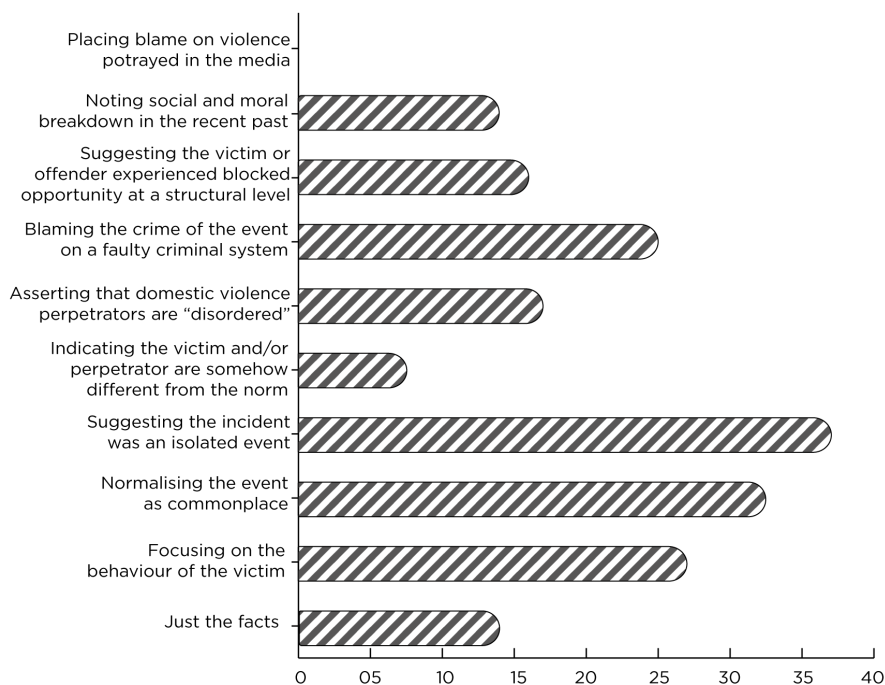 Placing blame on violence
potrayed in the media
Noting social and moral
breakdown in the recent past
Suggesting the victim or
offender experienced blocked
opportunity at a structural level
Blaming the crime of the event
on a faulty criminal system
Asserting that domestic violence
perpetrators are “disordered”
Indicating the victim and/or
perpetrator are somehow
different from the norm
Suggesting the incident
was an isolated event
Normalising the event
as commonplace
Focusing on the
behaviour of the victim
Just the facts
0 05 10 15 20 25 30 35 40